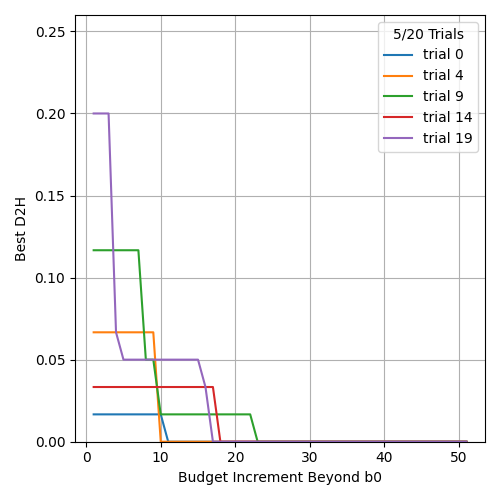 5/20 Trials
trial 0
trial 4
trial 9
trial 14
trial 19
0.25
0.20
0.15
0.10
0.05
0.00
Best D2H
0 10 20 30 40 50
Budget Increment Beyond b0